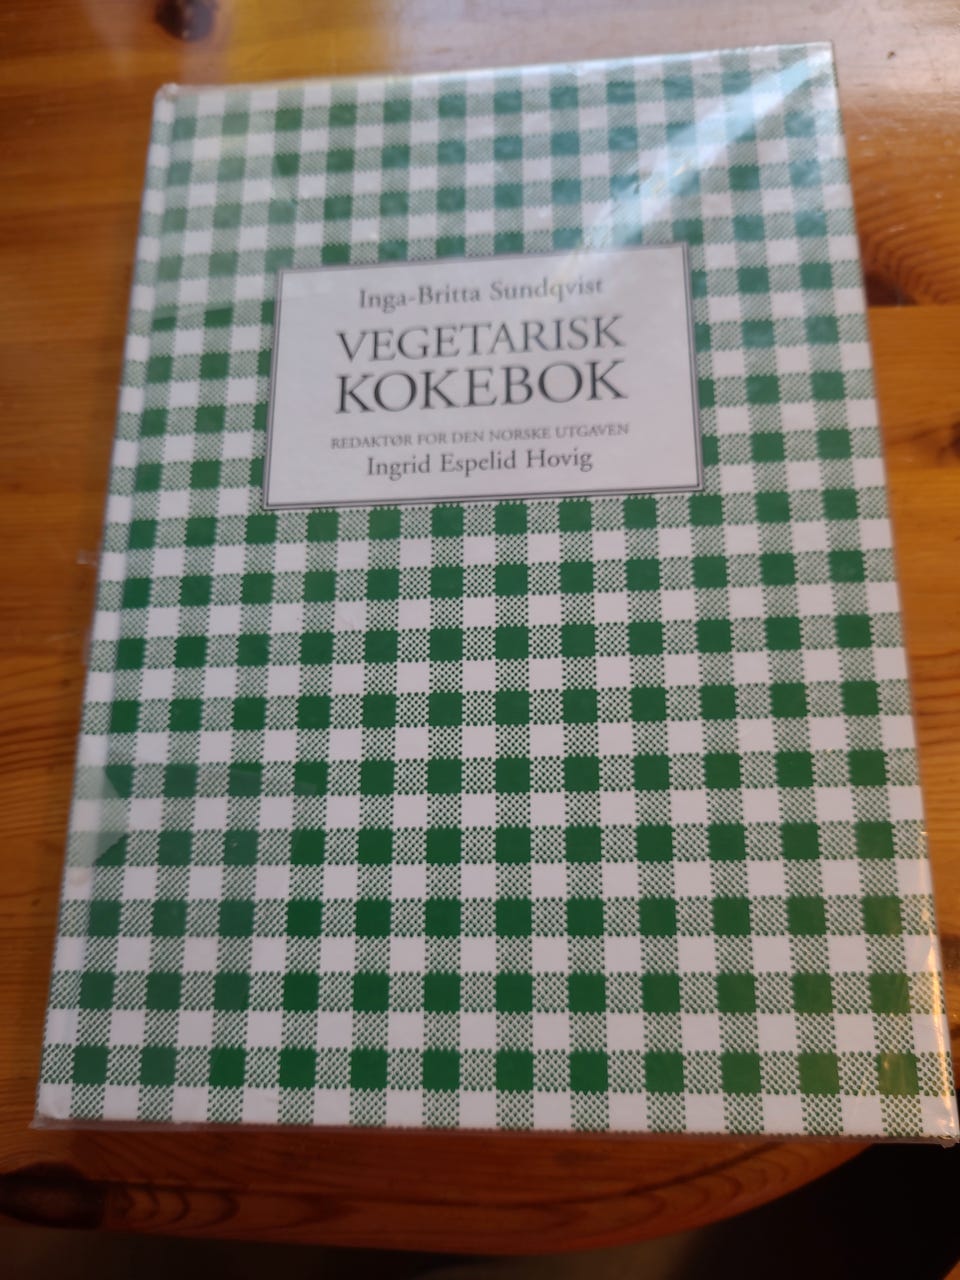 Inga-Britta Sundqvist
VEGETARISK
KOKEBOK
REDAKTØR FOR DEN NORSKE UTGAVEN
Ingrid Espelid Hovig